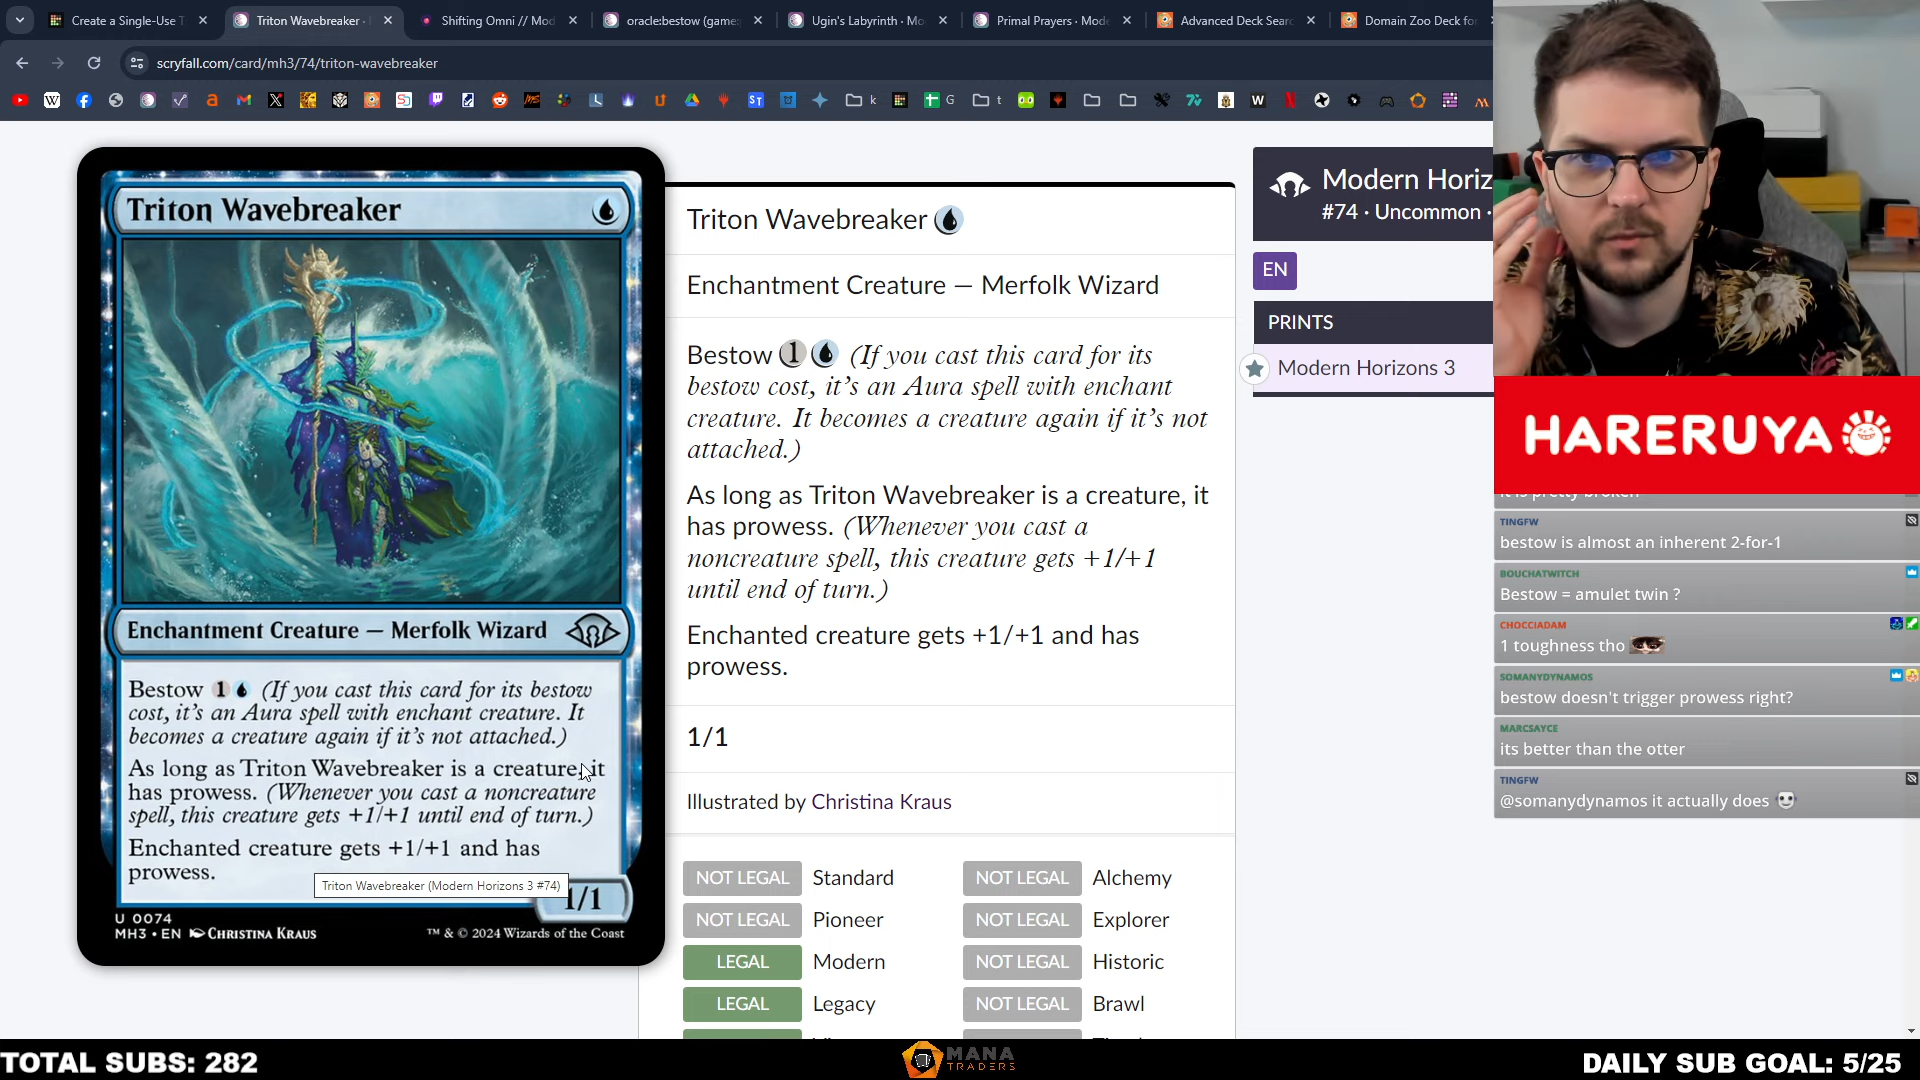 Create a Single-Use T
Triton Wavebreaker ·
Shifting Omni // Mod
oracle:bestow (game:
Ugin's Labyrinth · Mo
Primal Prayers · Mode
Advanced Deck Searc
Domain Zoo Deck for
scryfall.com/card/mh3/74/triton-wavebreaker
k
G
t
Triton Wavebreaker
Enchantment Creature — Merfolk Wizard
Bestow 1 (If you cast this card for its bestow
cost, it's an Aura spell with enchant creature. It
becomes a creature again if it's not attached.)
As long as Triton Wavebreaker is a creature, it
has prowess. (Whenever you cast a noncreature
spell, this creature gets +1/+1 until end of turn.)
Enchanted creature gets +1/+1 and has
prowess.
Triton Wavebreaker (Modern Horizons 3 #74)
1/1
U 0074
MH3 • EN CHRISTINA KRAUS
™ & © 2024 Wizards of the Coast
Triton Wavebreaker
Enchantment Creature — Merfolk Wizard
Bestow 1 (If you cast this card for its
bestow cost, it's an Aura spell with enchant
creature. It becomes a creature again if it's not
attached.)
As long as Triton Wavebreaker is a creature, it
has prowess. (Whenever you cast a
noncreature spell, this creature gets +1/+1
until end of turn.)
Enchanted creature gets +1/+1 and has
prowess.
1/1
Illustrated by Christina Kraus
NOT LEGAL Standard NOT LEGAL Alchemy
NOT LEGAL Pioneer NOT LEGAL Explorer
LEGAL Modern NOT LEGAL Historic
LEGAL Legacy NOT LEGAL Brawl
Modern Horiz
#74 · Uncommon ·
EN
PRINTS
Modern Horizons 3
HARERUYA
it is pretty broken
TINGFW
bestow is almost an inherent 2-for-1
BOUCHATWITCH
Bestow = amulet twin ?
CHOCCIADAM
1 toughness tho
SOMANYDYNAMOS
bestow doesn't trigger prowess right?
MARCSAYCE
its better than the otter
TINGFW
@somanydynamos it actually does
TOTAL SUBS: 282
MANA
TRADERS
DAILY SUB GOAL: 5/25